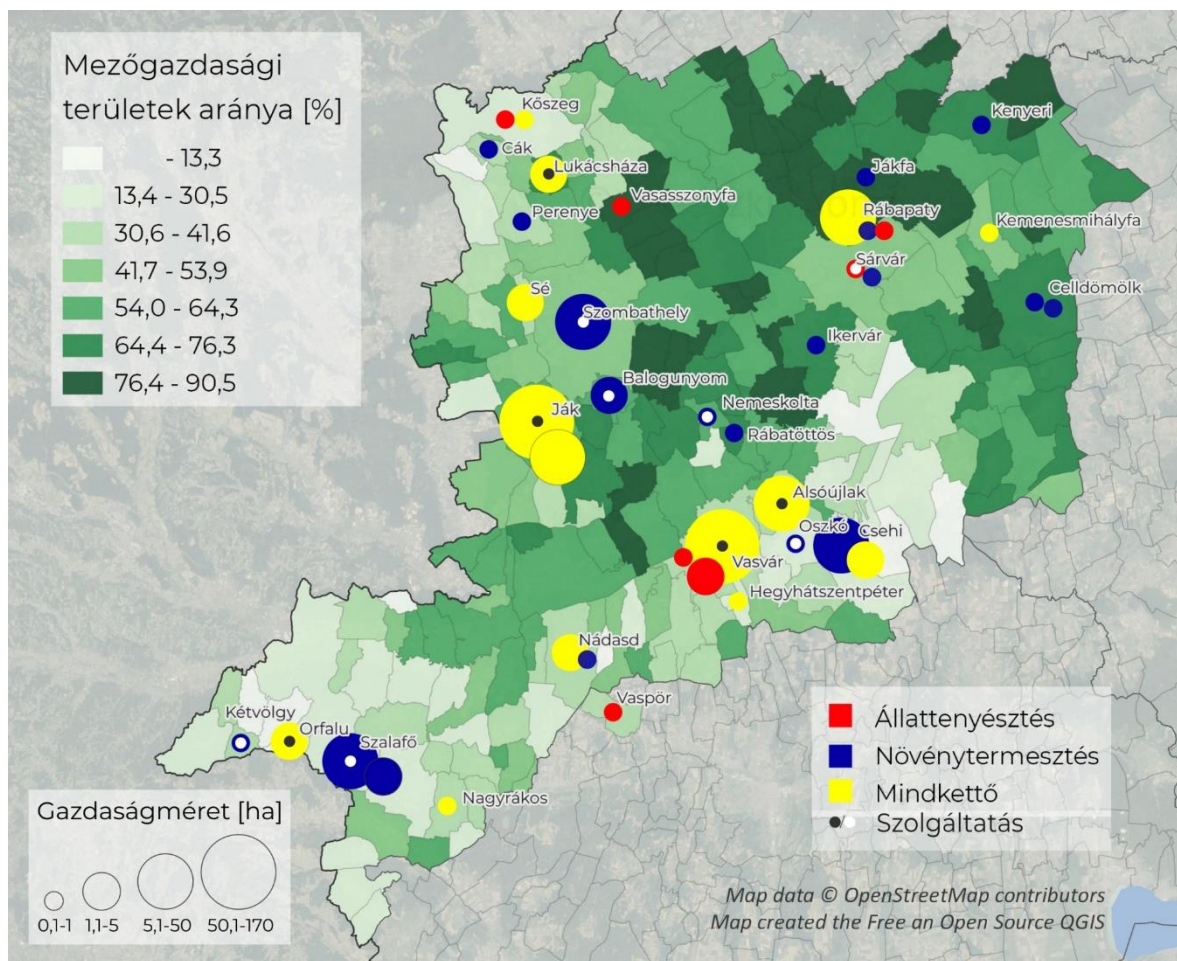 Mezőgazdasági
területek aránya [%]
- 13,3
13,4 - 30,5
30,6 - 41,6
41,7 - 53,9
54,0 - 64,3
64,4 - 76,3
76,4 - 90,5
Kőszeg
Kenyeri
Cák
Lukácsháza
Jákfa
Vasasszonyfa
Perenye
Rábapaty
Kemenesmihályfa
Sárvár
Sé
Celldömölk
Szombathely
Ikervár
Balogunyom
Ják
Nemeskolta
Rábatöttös
Alsóújlak
Oszkó
Csehi
Vasvár
Hegyhátszentpéter
Nádasd
Vaspör
Kétvölgy
Orfalu
Szalafő
Nagyrákos
Állattenyésztés
Növénytermesztés
Mindkettő
/ Szolgáltatás
Gazdaságméret [ha]
0,1-1 1,1-5 5,1-50 50,1-170
Map data © OpenStreetMap contributors
Map created the Free an Open Source QGIS